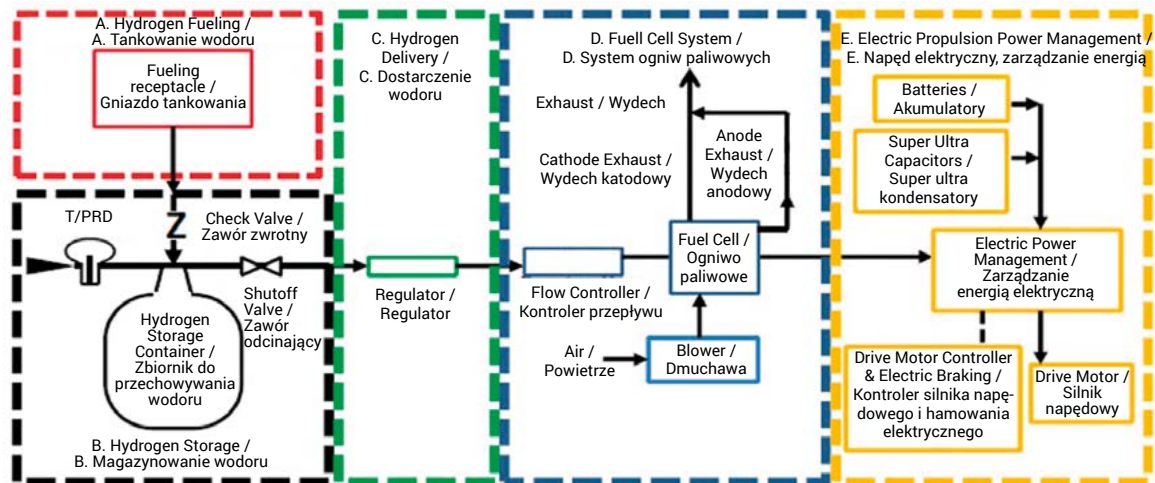 A. Hydrogen Fueling /
A. Tankowanie wodoru
Fueling
receptacle /
Gniazdo tankowania
T/PRD
Z
Check Valve /
Zawór zwrotny
Shutoff
Valve /
Zawór
odcinający
Hydrogen
Storage
Container /
Zbiornik do
przechowywania
wodoru
B. Hydrogen Storage /
B. Magazynowanie wodoru
C. Hydrogen
Delivery /
C. Dostarczenie
wodoru
Regulator /
Regulator
D. Fuell Cell System /
D. System ogniw paliwowych
Exhaust / Wydech
Cathode Exhaust /
Wydech katodowy
Anode
Exhaust /
Wydech
anodowy
Fuel Cell /
Ogniwo
paliwowe
Flow Controller /
Kontroler przepływu
Air /
Powietrze
Blower /
Dmuchawa
E. Electric Propulsion Power Management /
E. Napęd elektryczny, zarządzanie energią
Batteries /
Akumulatory
Super Ultra
Capacitors /
Super ultra
kondensatory
Electric Power
Management /
Zarządzanie
energią elektryczną
Drive Motor Controller
& Electric Braking /
Kontroler silnika napę-
dowego i hamowania
elektrycznego
Drive Motor /
Silnik
napędowy